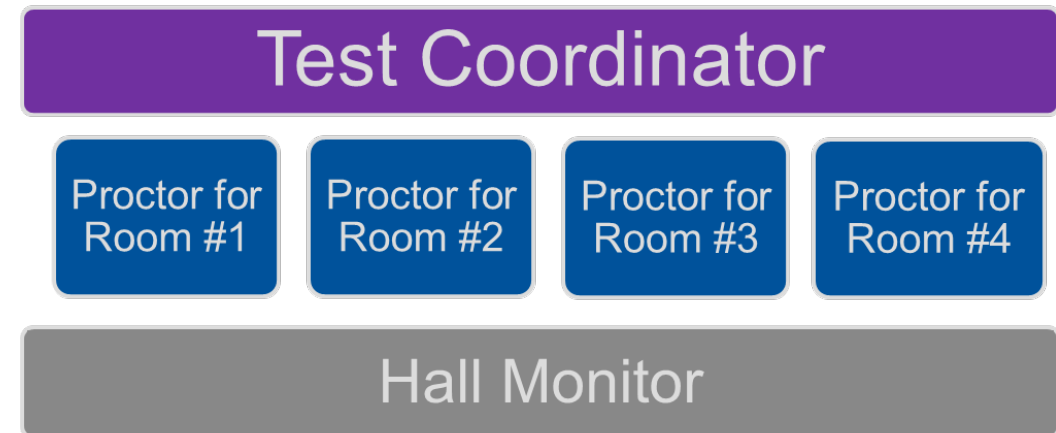 Test Coordinator
Proctor for
Room #1
Proctor for
Room #2
Proctor for
Room #3
Proctor for
Room #4
Hall Monitor